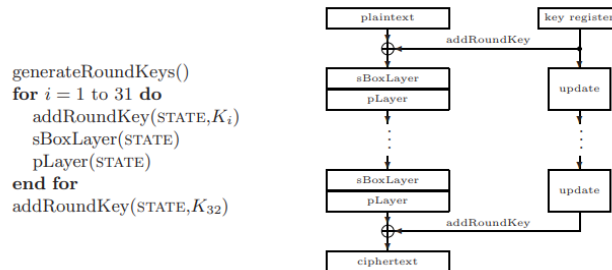 generateRoundKeys()
for i = 1 to 31 do
addRoundKey(STATE,K_i)
sBoxLayer(STATE)
pLayer(STATE)
end for
addRoundKey(STATE,K_32)
plaintext
key register
addRoundKey
sBoxLayer
pLayer
update
sBoxLayer
pLayer
update
addRoundKey
ciphertext